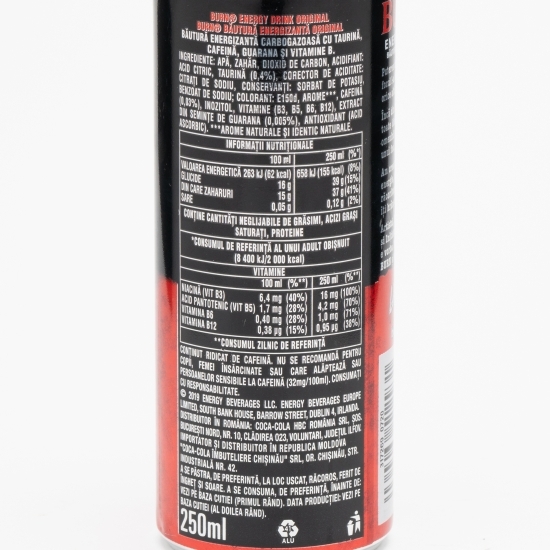 BURN® ENERGY DRINK ORIGINAL
BURN® BĂUTURĂ ENERGIZANTĂ ORIGINAL
BĂUTURĂ ENERGIZANTĂ CARBOGAZOASĂ CU TAURINĂ,
CAFEINĂ, GUARANA ȘI VITAMINE B.
INGREDIENTE: APĂ, ZAHĂR, DIOXID DE CARBON, ACIDIFIANT:
ACID CITRIC, TAURINĂ (0,4%), CORECTOR DE ACIDITATE:
CITRAȚI DE SODIU, CONSERVANȚI: SORBAT DE POTASIU,
BENZOAT DE SODIU; COLORANT: E150d, AROME***, CAFEINĂ
(0,03%), INOZITOL, VITAMINE (B3, B5, B6, B12), EXTRACT
DIN SEMINȚE DE GUARANA (0,005%), ANTIOXIDANT (ACID
ASCORBIC). ***AROME NATURALE ȘI IDENTIC NATURALE.
INFORMAȚII NUTRIȚIONALE
100 ml 250 ml (%*)
VALOAREA ENERGETICĂ 263 kJ (62 kcal) 658 kJ (155 kcal) (8%)
GLUCIDE 16 g 39 g (15%)
DIN CARE ZAHARURI 15 g 37 g (41%)
SARE 0,05 g 0,12 g (2%)
CONȚINE CANTITĂȚI NEGLIJABILE DE GRĂSIMI, ACIZI GRAȘI
SATURAȚI, PROTEINE
*CONSUMUL DE REFERINȚĂ AL UNUI ADULT OBIȘNUIT
(8 400 kJ/2 000 kcal)
VITAMINE
100 ml (%**) 250 ml (%**)
NIACINĂ (VIT B3) 6,4 mg (40%) 16 mg (100%)
ACID PANTOTENIC (VIT B5) 1,7 mg (28%) 4,2 mg (70%)
VITAMINA B6 0,40 mg (28%) 1,0 mg (71%)
VITAMINA B12 0,38 µg (15%) 0,95 µg (38%)
**CONSUMUL ZILNIC DE REFERINȚĂ
CONȚINUT RIDICAT DE CAFEINĂ. NU SE RECOMANDĂ PENTRU
COPII, FEMEI ÎNSĂRCINATE SAU CARE ALĂPTEAZĂ SAU
PERSOANELOR SENSIBILE LA CAFEINĂ (32mg/100ml). CONSUMAȚI
CU RESPONSABILITATE.
© 2019 ENERGY BEVERAGES LLC. ENERGY BEVERAGES EUROPE
LIMITED, SOUTH BANK HOUSE, BARROW STREET, DUBLIN 4, IRLANDA.
DISTRIBUITOR ÎN ROMÂNIA: COCA-COLA HBC ROMÂNIA SRL, ȘOS.
BUCUREȘTI NORD, NR. 10, CLĂDIREA O23, VOLUNTARI, JUDEȚUL ILFOV.
IMPORTATOR ȘI DISTRIBUITOR ÎN REPUBLICA MOLDOVA
"COCA-COLA ÎMBUTELIERE CHIȘINĂU" SRL, OR. CHIȘINĂU, STR.
INDUSTRIALĂ NR. 42.
A SE PĂSTRA, DE PREFERINȚĂ, LA LOC USCAT, RĂCOROS, FERIT DE
ÎNGHEȚ ȘI SOARE. A SE CONSUMA, DE PREFERINȚĂ, ÎNAINTE DE:
VEZI PE BAZA CUTIEI (PRIMUL RÂND). DATA PRODUCȚIEI: VEZI PE
BAZA CUTIEI (AL DOILEA RÂND).
250ml
ALU